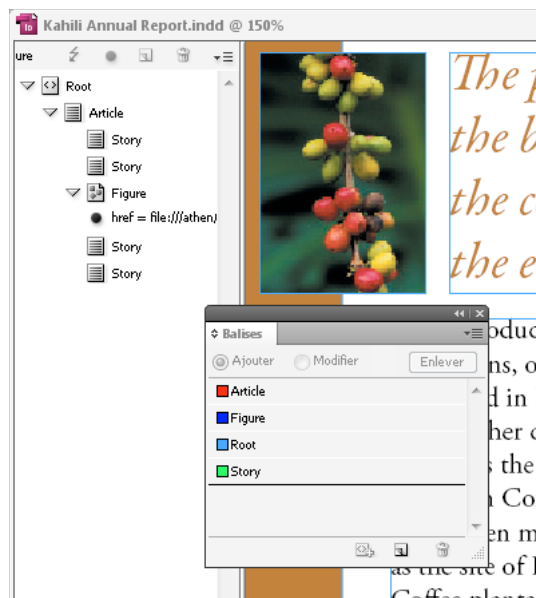 Kahili Annual Report.indd @ 150%
ure
Root
Article
Story
Story
Figure
href = file:///athen/
Story
Story
The p
the b
the c
the e
Balises
Ajouter
Modifier
Enlever
Article
Figure
Root
Story
oduc
ns, o
d in
her c
s the
Co
en m
as the site of
Coffee plant